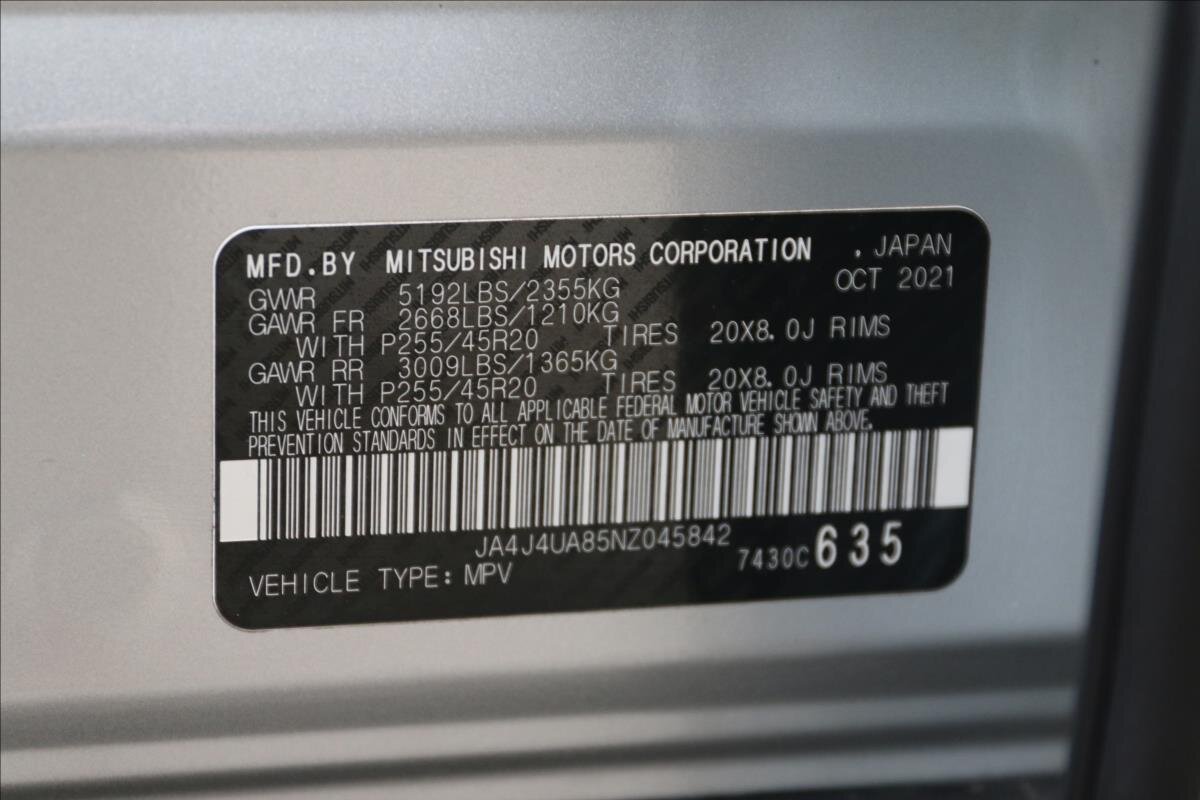 MFD.BY MITSUBISHI MOTORS CORPORATION . JAPAN
OCT 2021
GVWR 5192LBS/2355KG
GAWR FR 2668LBS/1210KG
WITH P255/45R20 TIRES 20X8.0J RIMS
GAWR RR 3009LBS/1365KG
WITH P255/45R20 TIRES 20X8.0J RIMS
THIS VEHICLE CONFORMS TO ALL APPLICABLE FEDERAL MOTOR VEHICLE SAFETY AND THEFT
PREVENTION STANDARDS IN EFFECT ON THE DATE OF MANUFACTURE SHOWN ABOVE.
JA4J4UA85NZ045842
7430C 635
VEHICLE TYPE: MPV